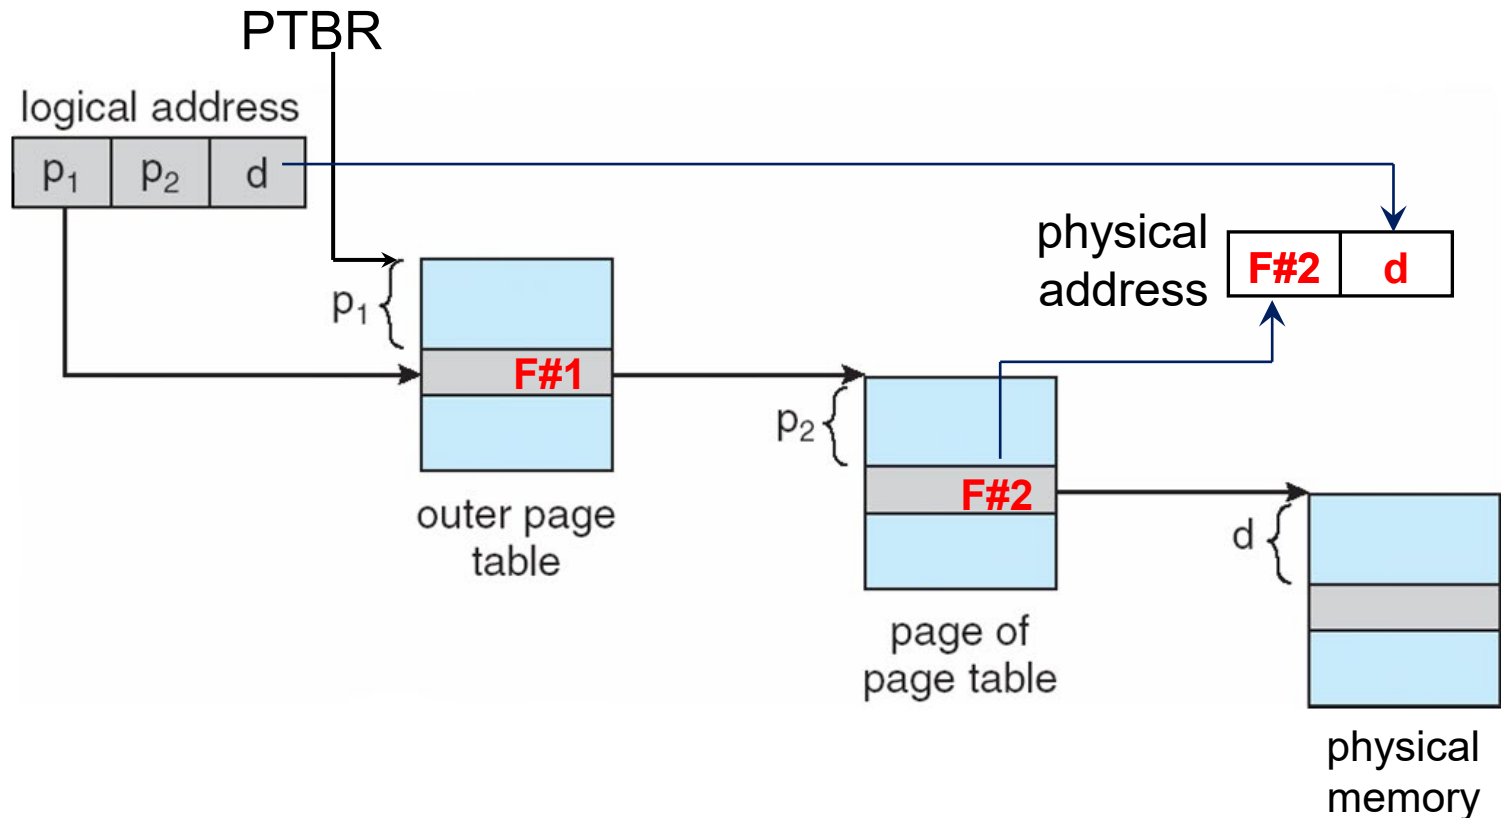 PTBR
logical address
p₁ p₂ d
physical
address
F#2 d
p₁
F#1
p₂
F#2
outer page
table
d
page of
page table
physical
memory